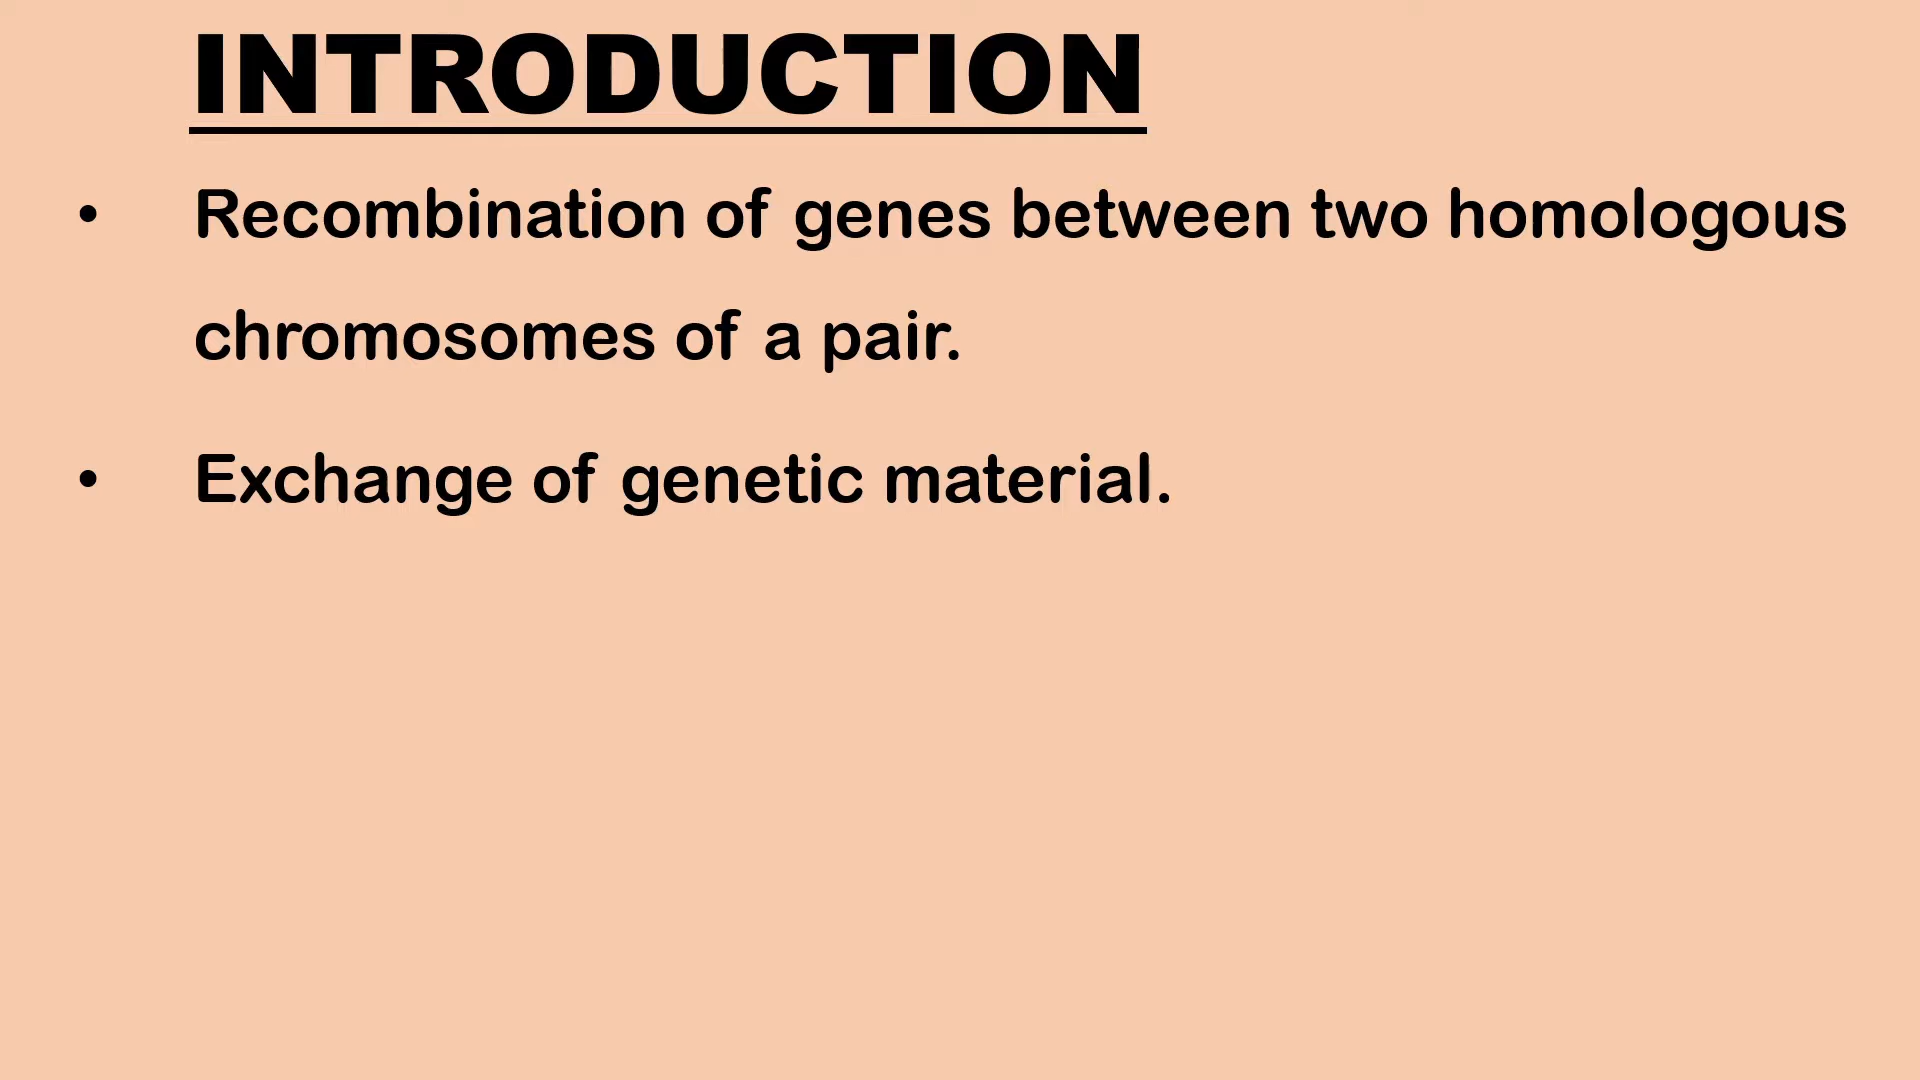 INTRODUCTION
• Recombination of genes between two homologous
chromosomes of a pair.
• Exchange of genetic material.